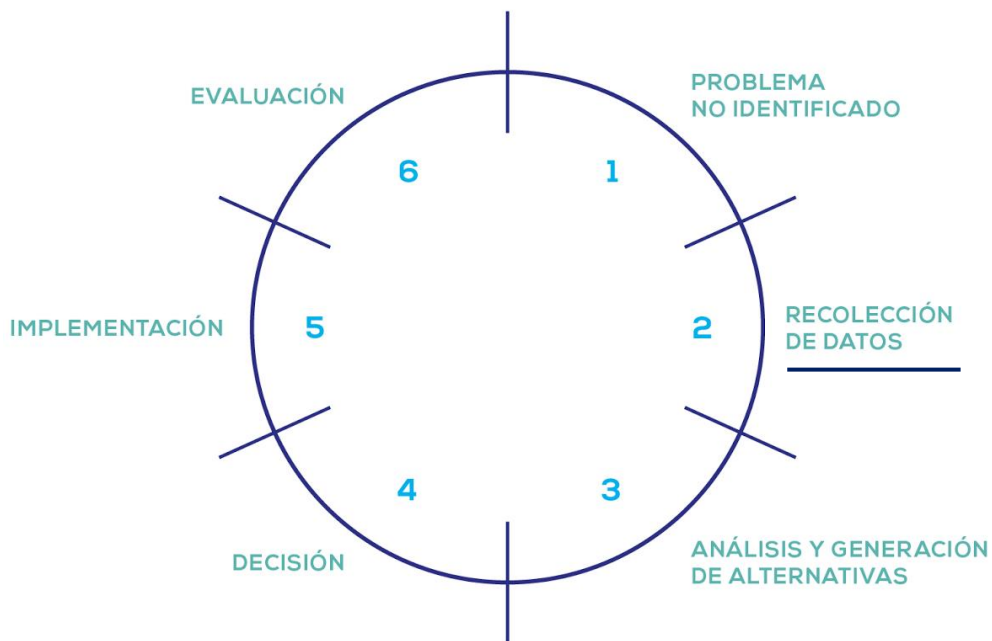 1
PROBLEMA
NO IDENTIFICADO
2
RECOLECCIÓN
DE DATOS
3
ANÁLISIS Y GENERACIÓN
DE ALTERNATIVAS
4
DECISIÓN
5
IMPLEMENTACIÓN
6
EVALUACIÓN